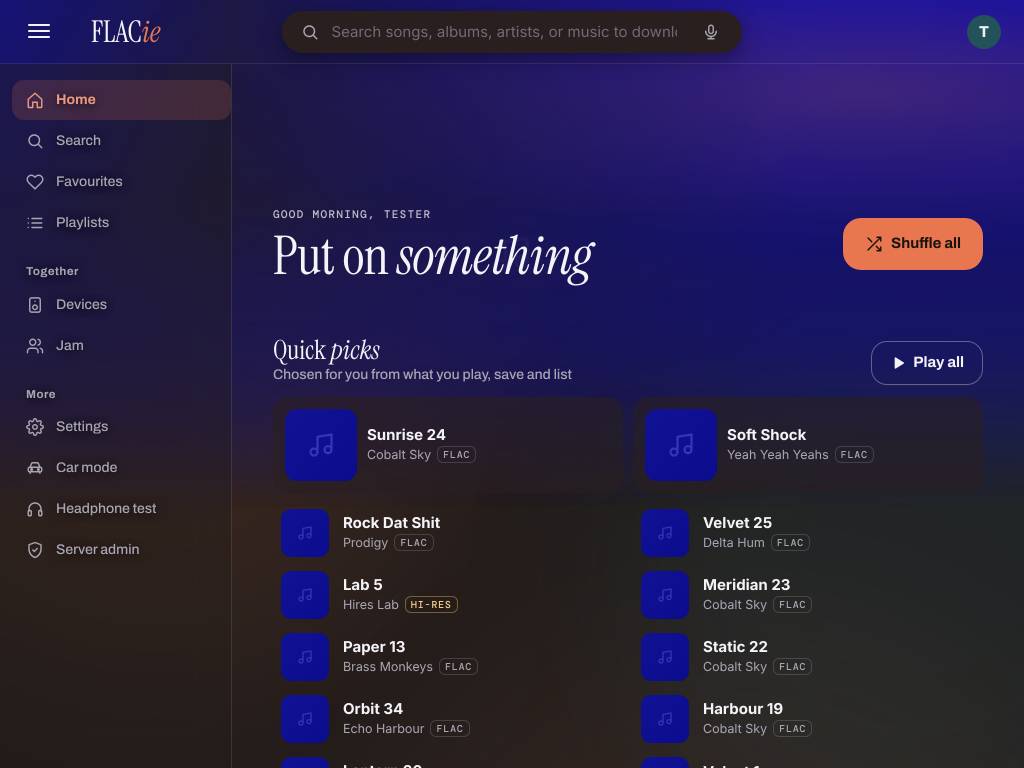 FLACie
Search songs, albums, artists, or music to downl
T
Home
Search
Favourites
Playlists
Together
Devices
Jam
More
Settings
Car mode
Headphone test
Server admin
GOOD MORNING, TESTER
Put on something
Shuffle all
Quick picks
Chosen for you from what you play, save and list
Play all
Sunrise 24
Cobalt Sky FLAC
Soft Shock
Yeah Yeah Yeahs FLAC
Rock Dat Shit
Prodigy FLAC
Velvet 25
Delta Hum FLAC
Lab 5
Hires Lab HI-RES
Meridian 23
Cobalt Sky FLAC
Paper 13
Brass Monkeys FLAC
Static 22
Cobalt Sky FLAC
Orbit 34
Echo Harbour FLAC
Harbour 19
Cobalt Sky FLAC